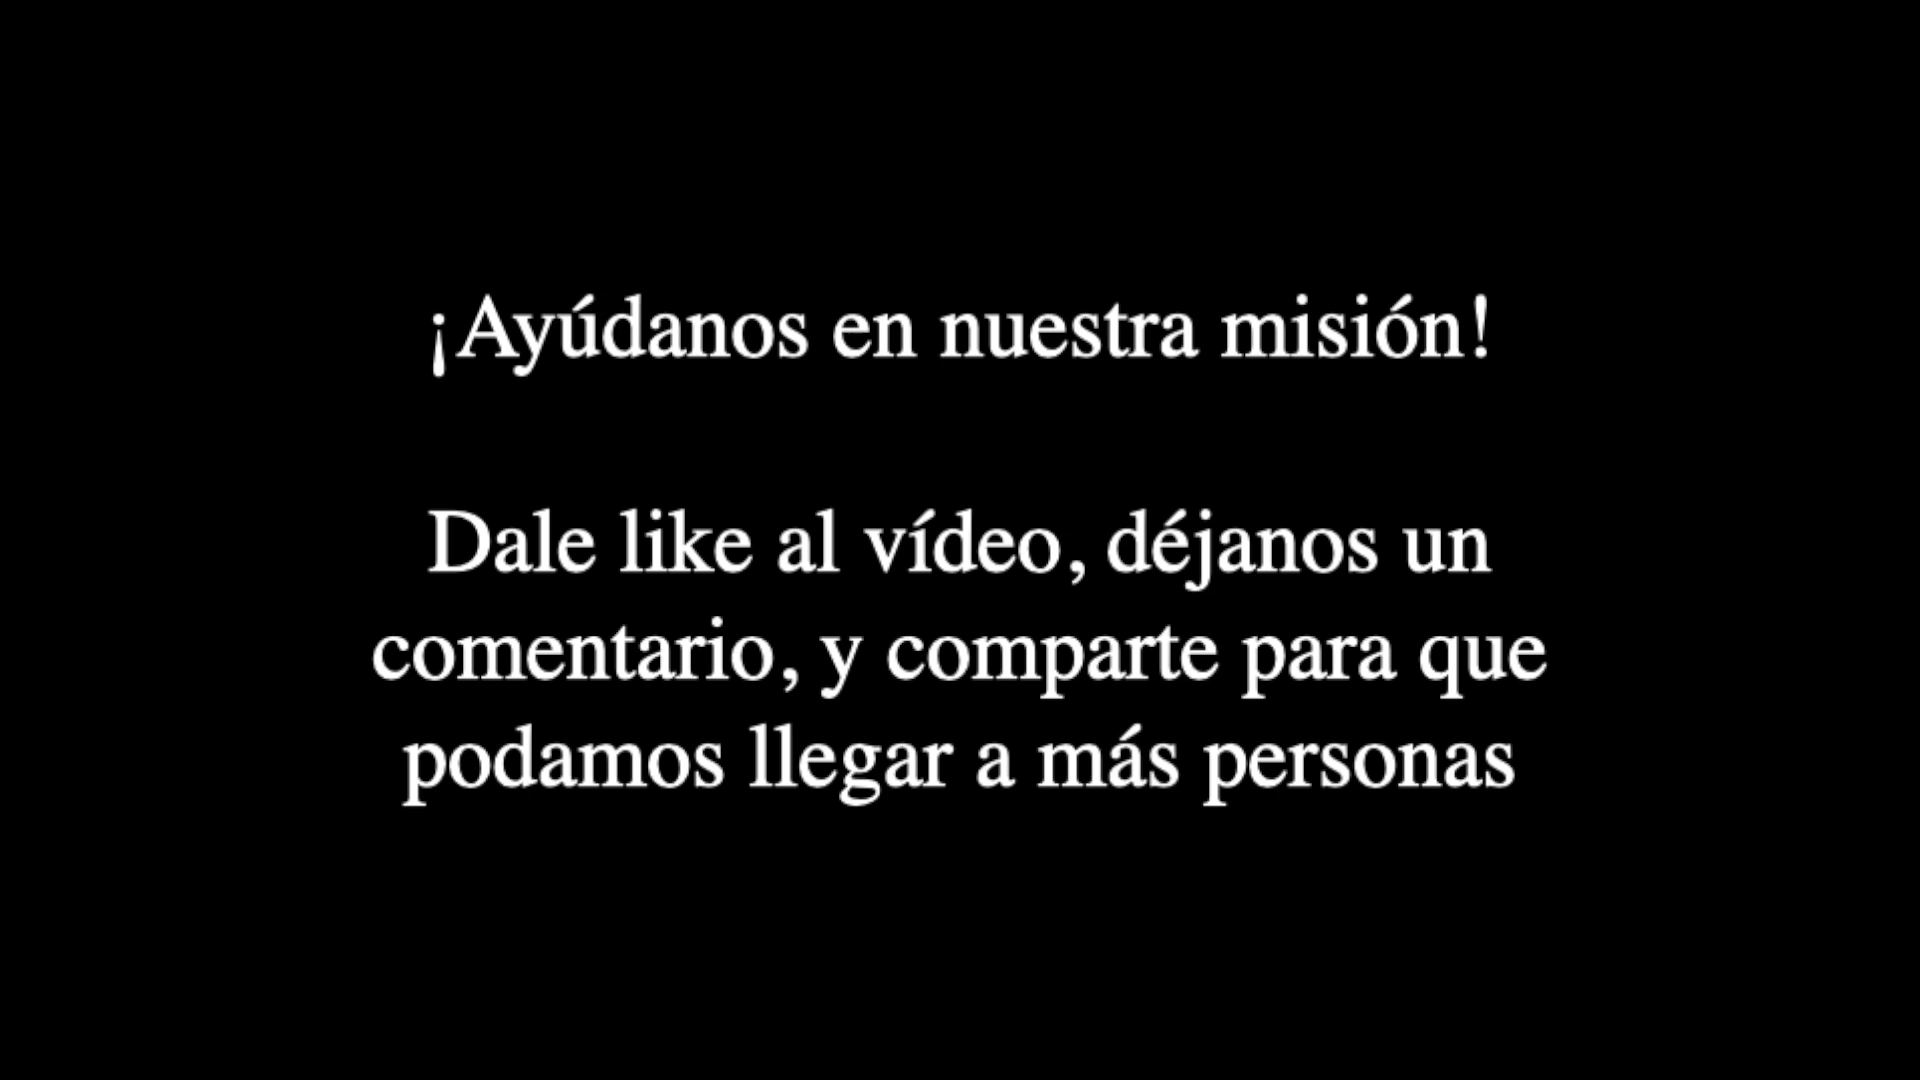 ¡Ayúdanos en nuestra misión!
Dale like al vídeo, déjanos un
comentario, y comparte para que
podamos llegar a más personas